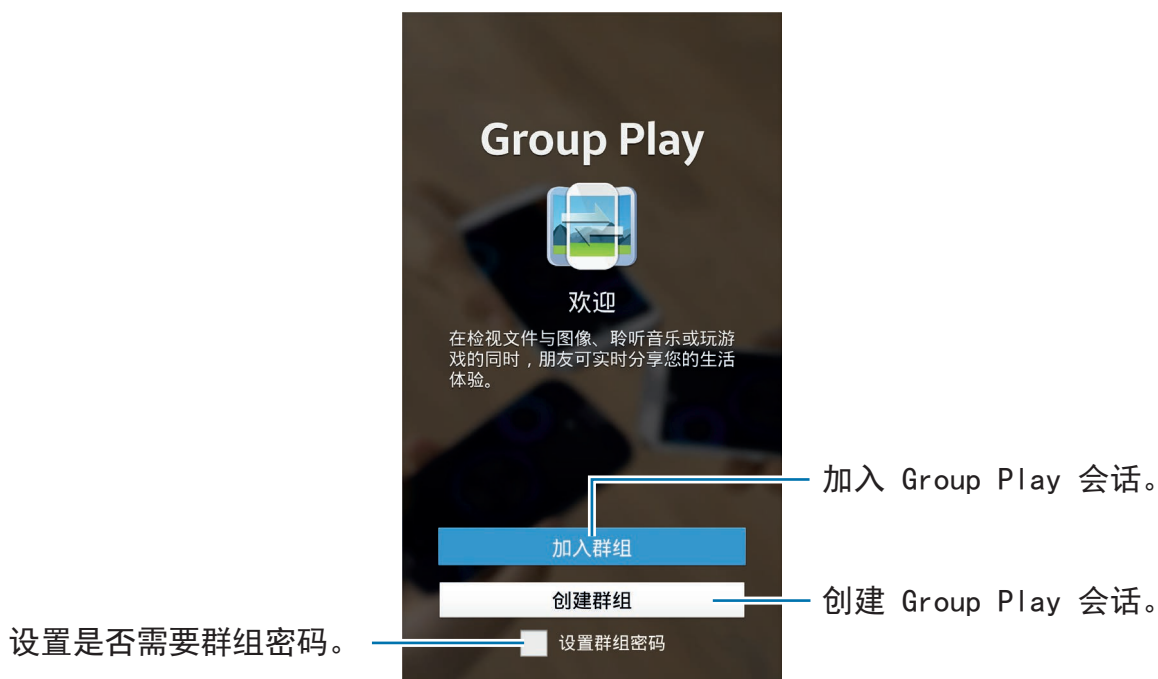 Group Play
欢迎
在检视文件与图像、聆听音乐或玩游
戏的同时，朋友可实时分享您的生活
体验。
加入 Group Play 会话。
加入群组
创建群组
创建 Group Play 会话。
设置是否需要群组密码。
设置群组密码